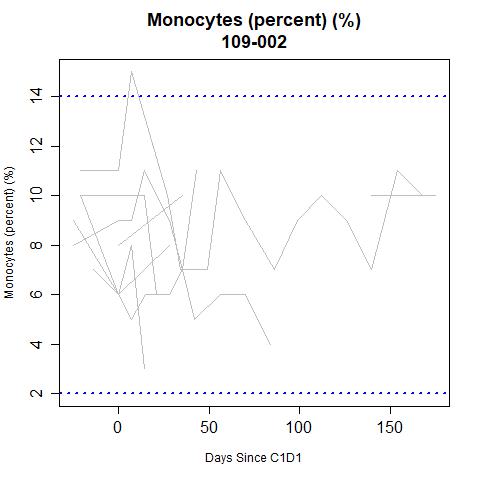 Monocytes (percent) (%)
109-002
Monocytes (percent) (%)
14
12
10
8
6
4
2
0 50 100 150
Days Since C1D1